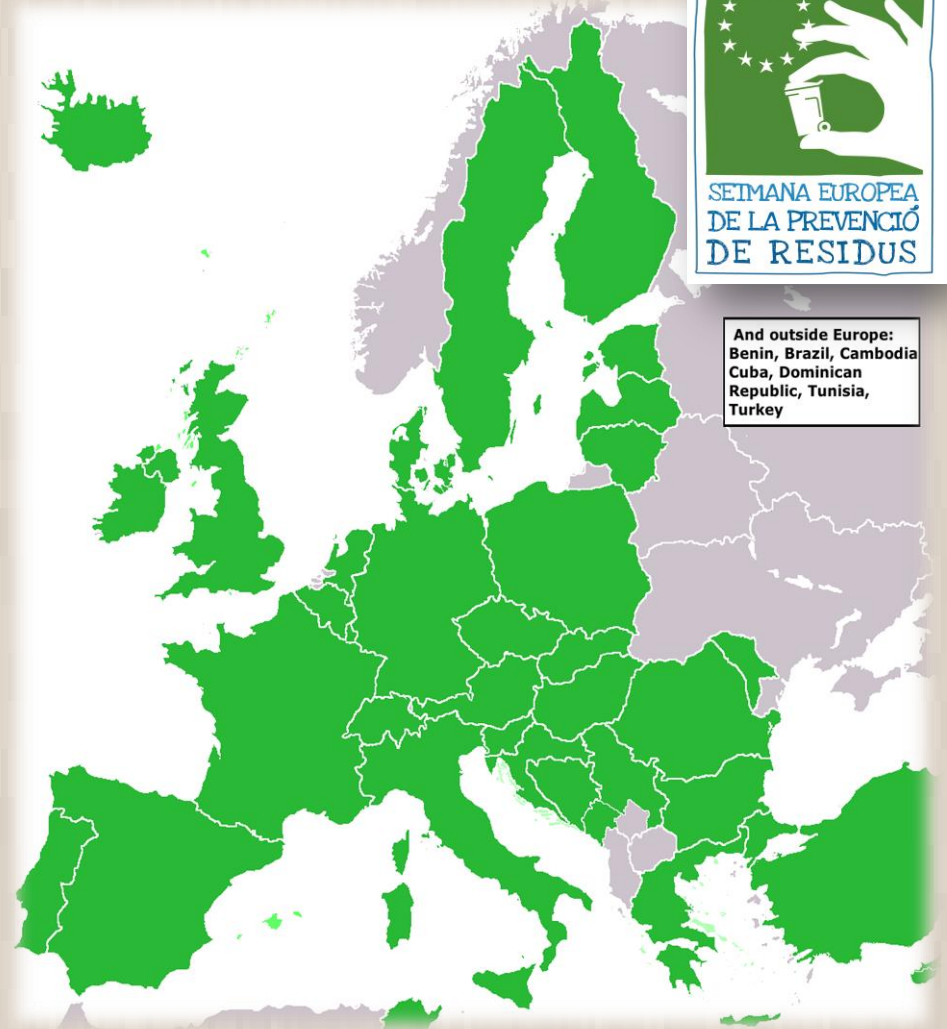 SETMANA EUROPEA
DE LA PREVENCIÓ
DE RESIDUS
And outside Europe:
Benin, Brazil, Cambodia
Cuba, Dominican
Republic, Tunisia,
Turkey